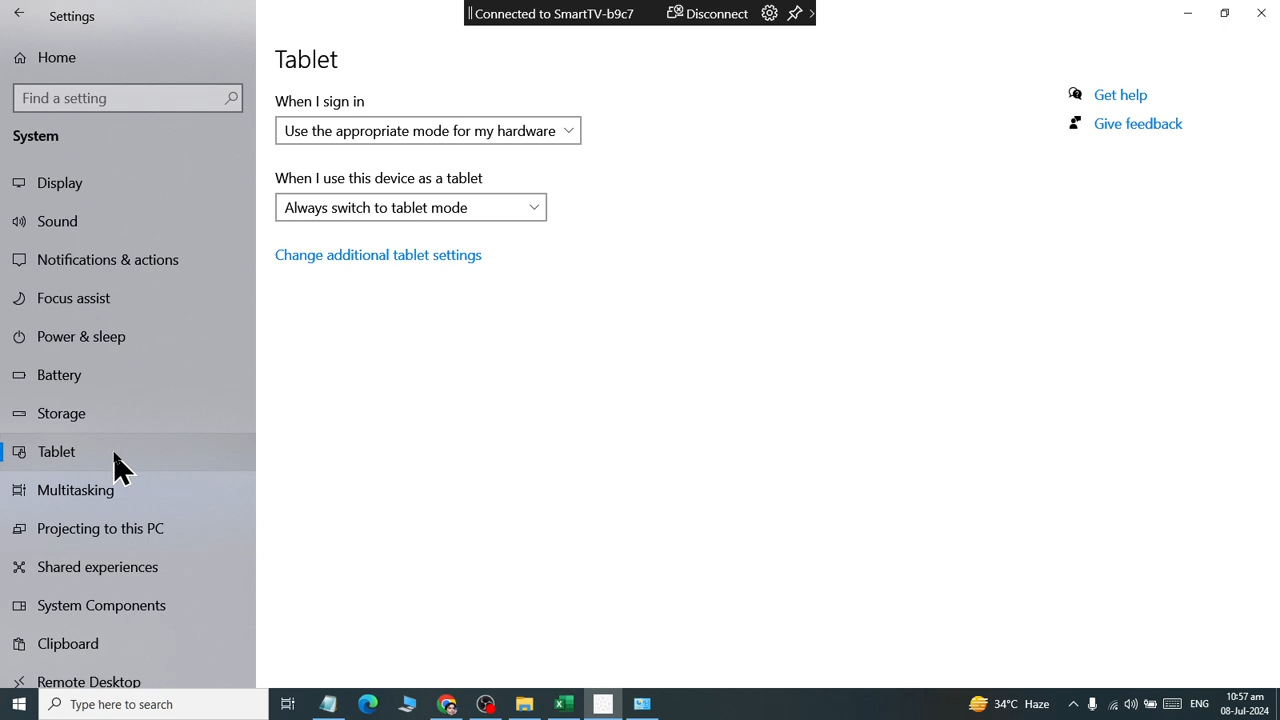 Settings
Connected to SmartTV-b9c7 Disconnect
Home
Find a setting
System
Display
Sound
Notifications & actions
Focus assist
Power & sleep
Battery
Storage
Tablet
Multitasking
Projecting to this PC
Shared experiences
System Components
Clipboard
Remote Desktop
Tablet
When I sign in
Use the appropriate mode for my hardware
When I use this device as a tablet
Always switch to tablet mode
Change additional tablet settings
Get help
Give feedback
Type here to search
34°C Haze
ENG
10:57 am
08-Jul-2024